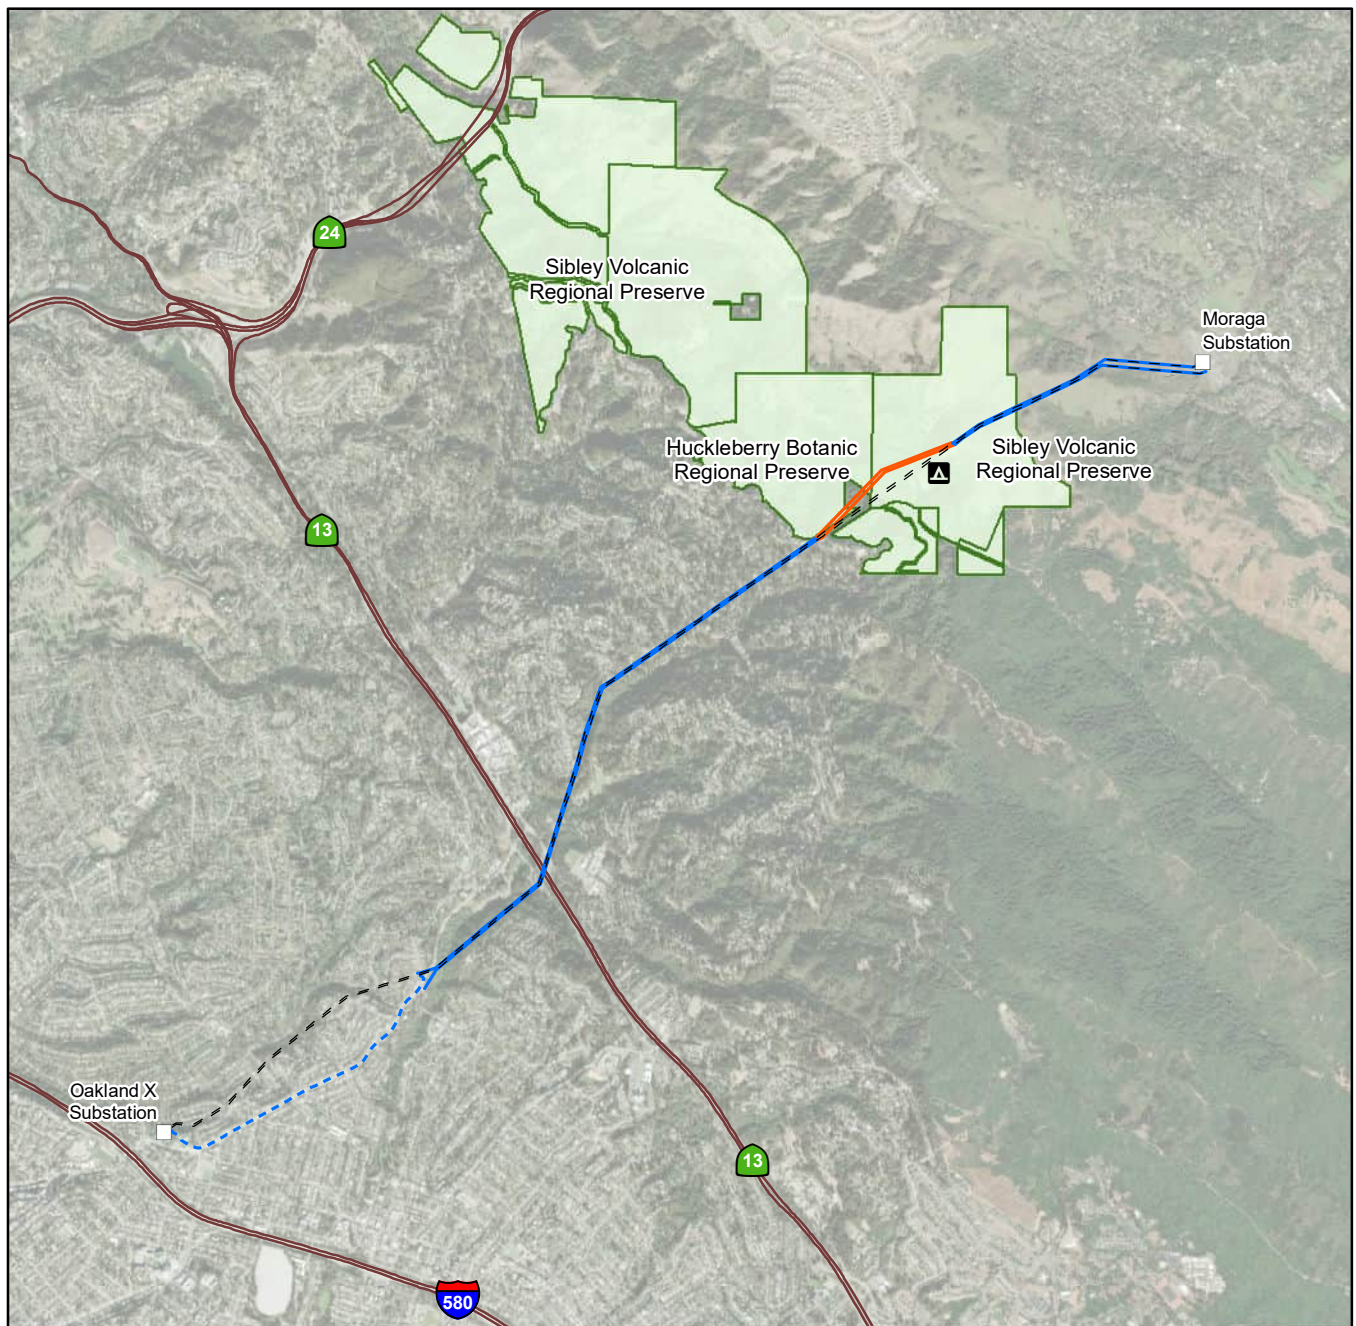 24
Sibley Volcanic
Regional Preserve
Moraga
Substation
Huckleberry Botanic
Regional Preserve
Sibley Volcanic
Regional Preserve
13
Oakland X
Substation
13
580